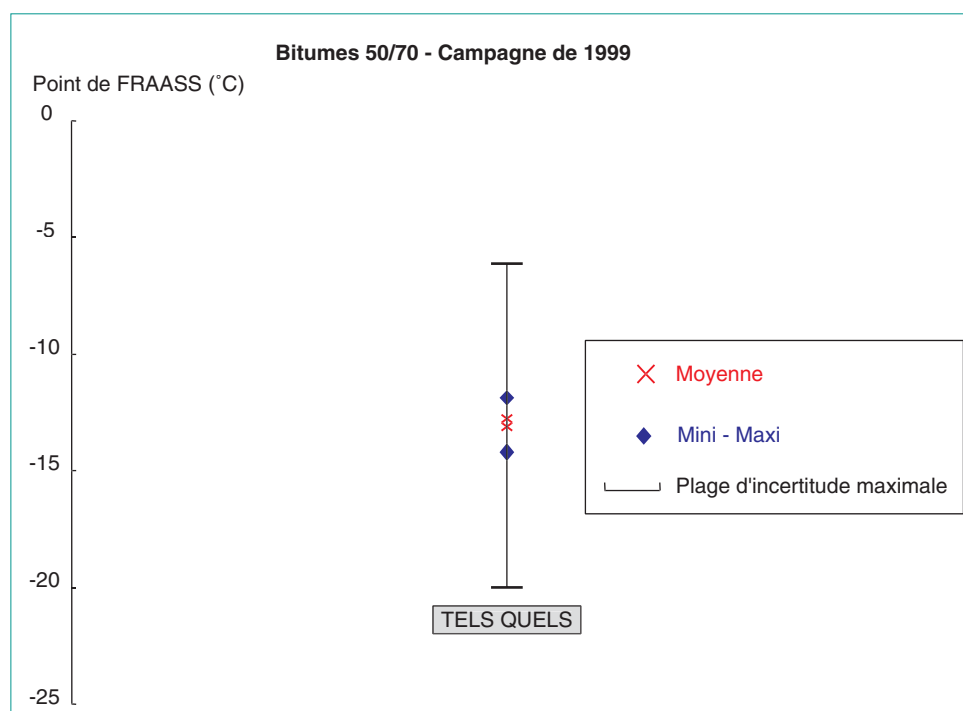 Bitumes 50/70 - Campagne de 1999
Point de FRAASS (˚C)
0
-5
-10
-15
-20
-25
TELS QUELS
Moyenne
Mini - Maxi
Plage d'incertitude maximale